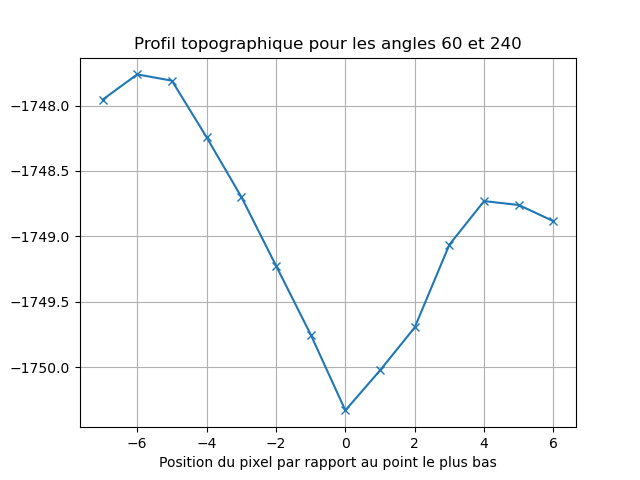 Profil topographique pour les angles 60 et 240
−1748.0
−1748.5
−1749.0
−1749.5
−1750.0
−6 −4 −2 0 2 4 6
Position du pixel par rapport au point le plus bas